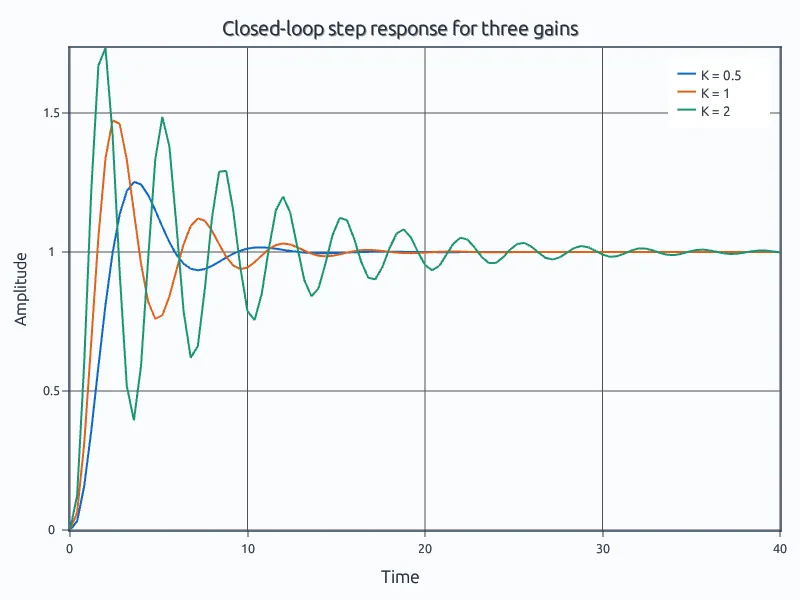 Closed-loop step response for three gains
K = 0.5
K = 1
K = 2
1.5
1
0.5
0
Amplitude
0 10 20 30 40
Time